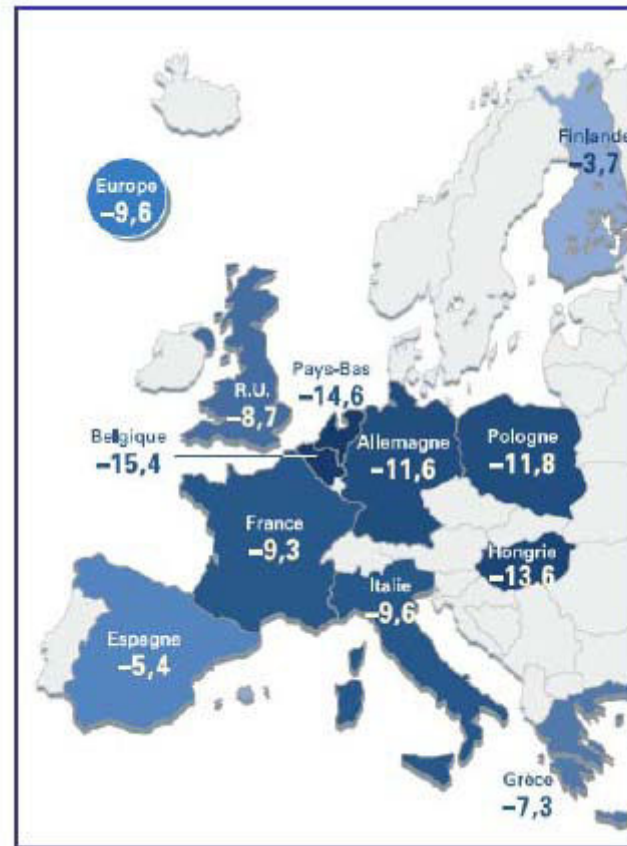 Finlande
–3,7
Europe
–9,6
R.U.
–8,7
Pays-Bas
–14,6
Belgique
–15,4
Allemagne
–11,6
Pologne
–11,8
France
–9,3
Hongrie
–13,6
Italie
–9,6
Espagne
–5,4
Grèce
–7,3